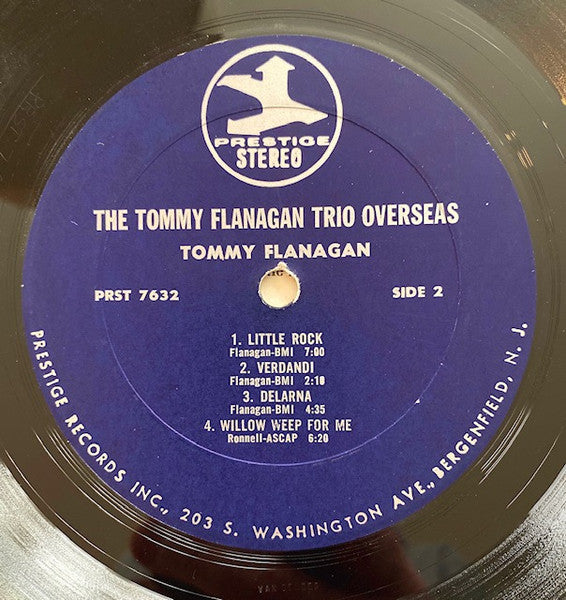 PRESTIGE
STEREO
THE TOMMY FLANAGAN TRIO OVERSEAS
TOMMY FLANAGAN
PRST 7632
SIDE 2
1. LITTLE ROCK
Flanagan-BMI 7:00
2. VERDANDI
Flanagan-BMI 2:10
3. DELARNA
Flanagan-BMI 4:35
4. WILLOW WEEP FOR ME
Ronnell-ASCAP 6:20
PRESTIGE RECORDS INC., 203 S. WASHINGTON AVE., BERGENFIELD, N. J.